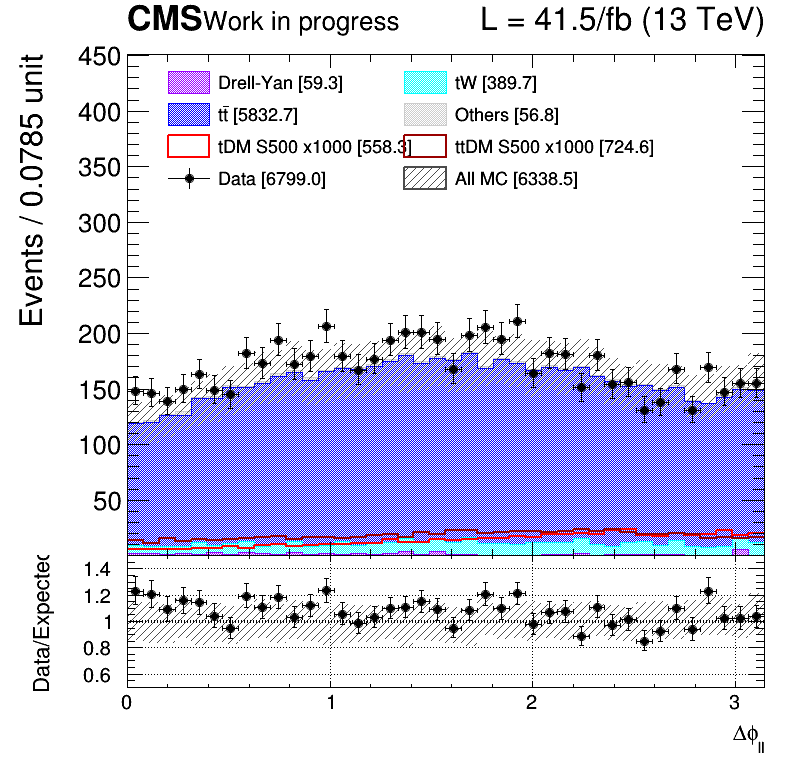 CMS Work in progress L = 41.5/fb (13 TeV)
Events / 0.0785 unit
450
400
350
300
250
200
150
100
50
Drell-Yan [59.3] tW [389.7]
tt̄ [5832.7] Others [56.8]
tDM S500 x1000 [558.3] ttDM S500 x1000 [724.6]
Data [6799.0] All MC [6338.5]
Data/Expected
1.4
1.2
1
0.8
0.6
0 1 2 3
Δϕ_ll